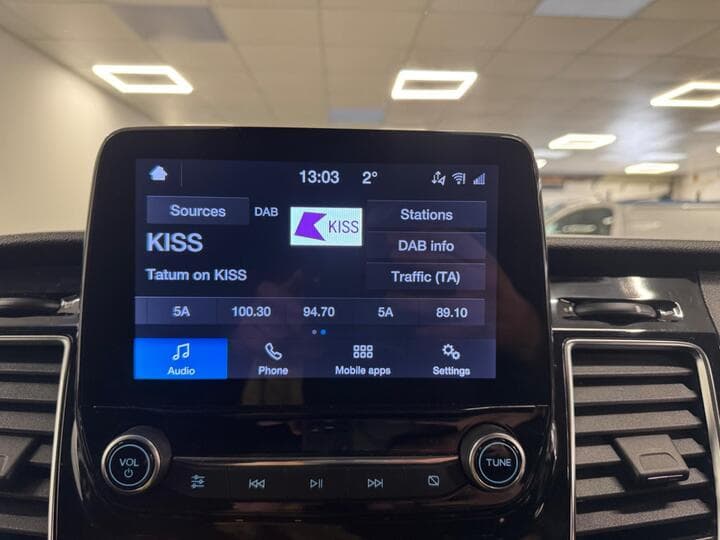 13:03 2°
Sources DAB KISS Stations
KISS DAB info
Tatum on KISS Traffic (TA)
5A 100.30 94.70 5A 89.10
Audio Phone Mobile apps Settings
VOL TUNE